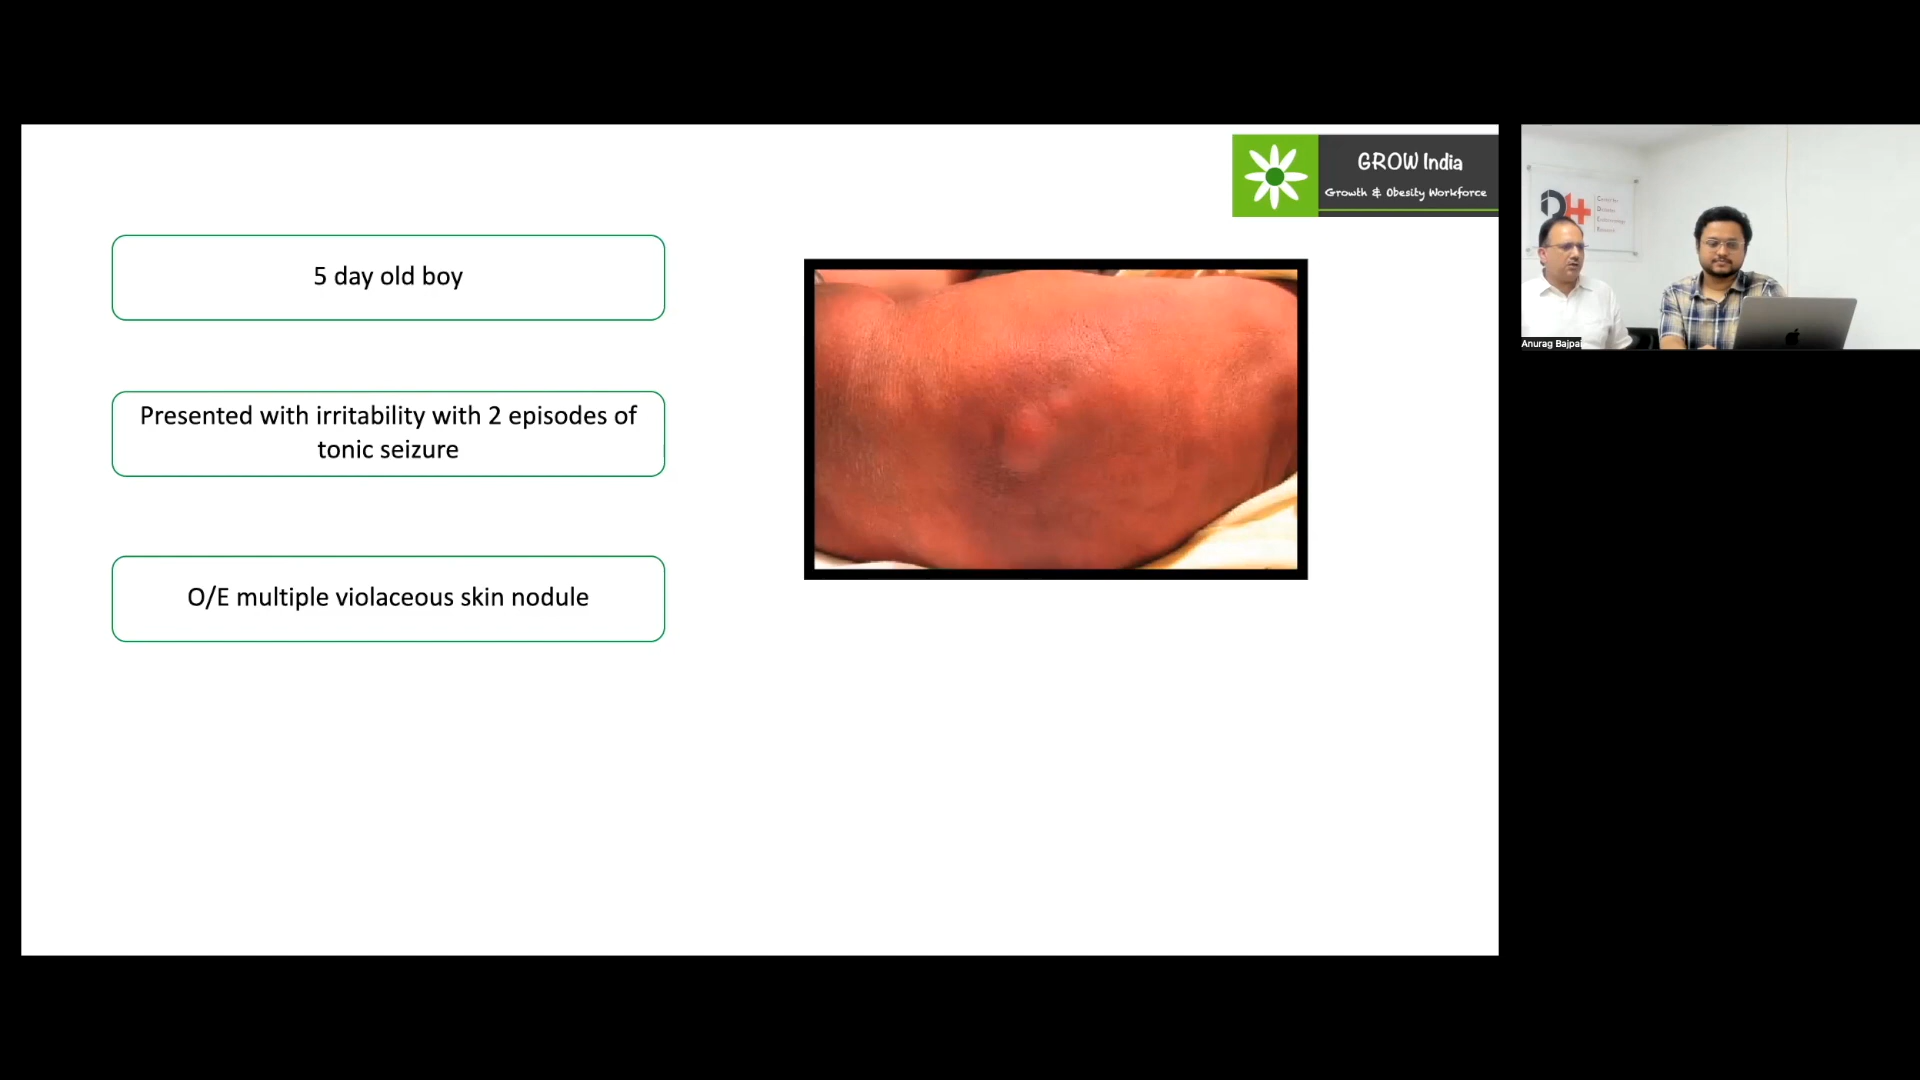 GROW India
Growth & Obesity Workforce
5 day old boy
Presented with irritability with 2 episodes of
tonic seizure
O/E multiple violaceous skin nodule
DH
Anurag Bajpai